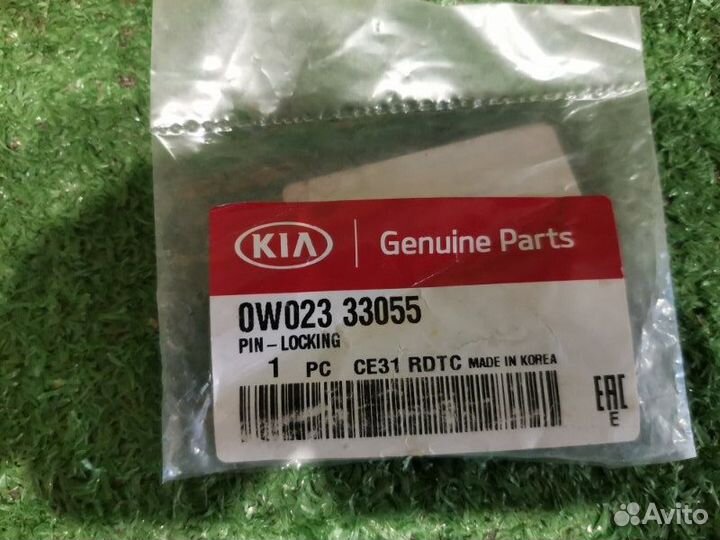 KIA Genuine Parts
0W023 33055
PIN-LOCKING
1 PC CE31 RDTC MADE IN KOREA
EAC
E
Avito